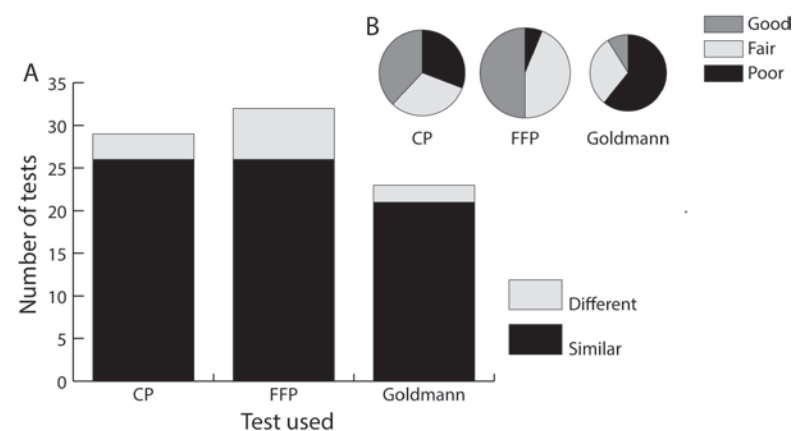 B
Good
Fair
Poor
CP
FFP
Goldmann
A
35
30
25
20
15
10
5
0
Number of tests
Different
Similar
CP
FFP
Goldmann
Test used